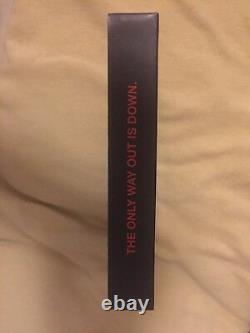 THE ONLY WAY OUT IS DOWN.